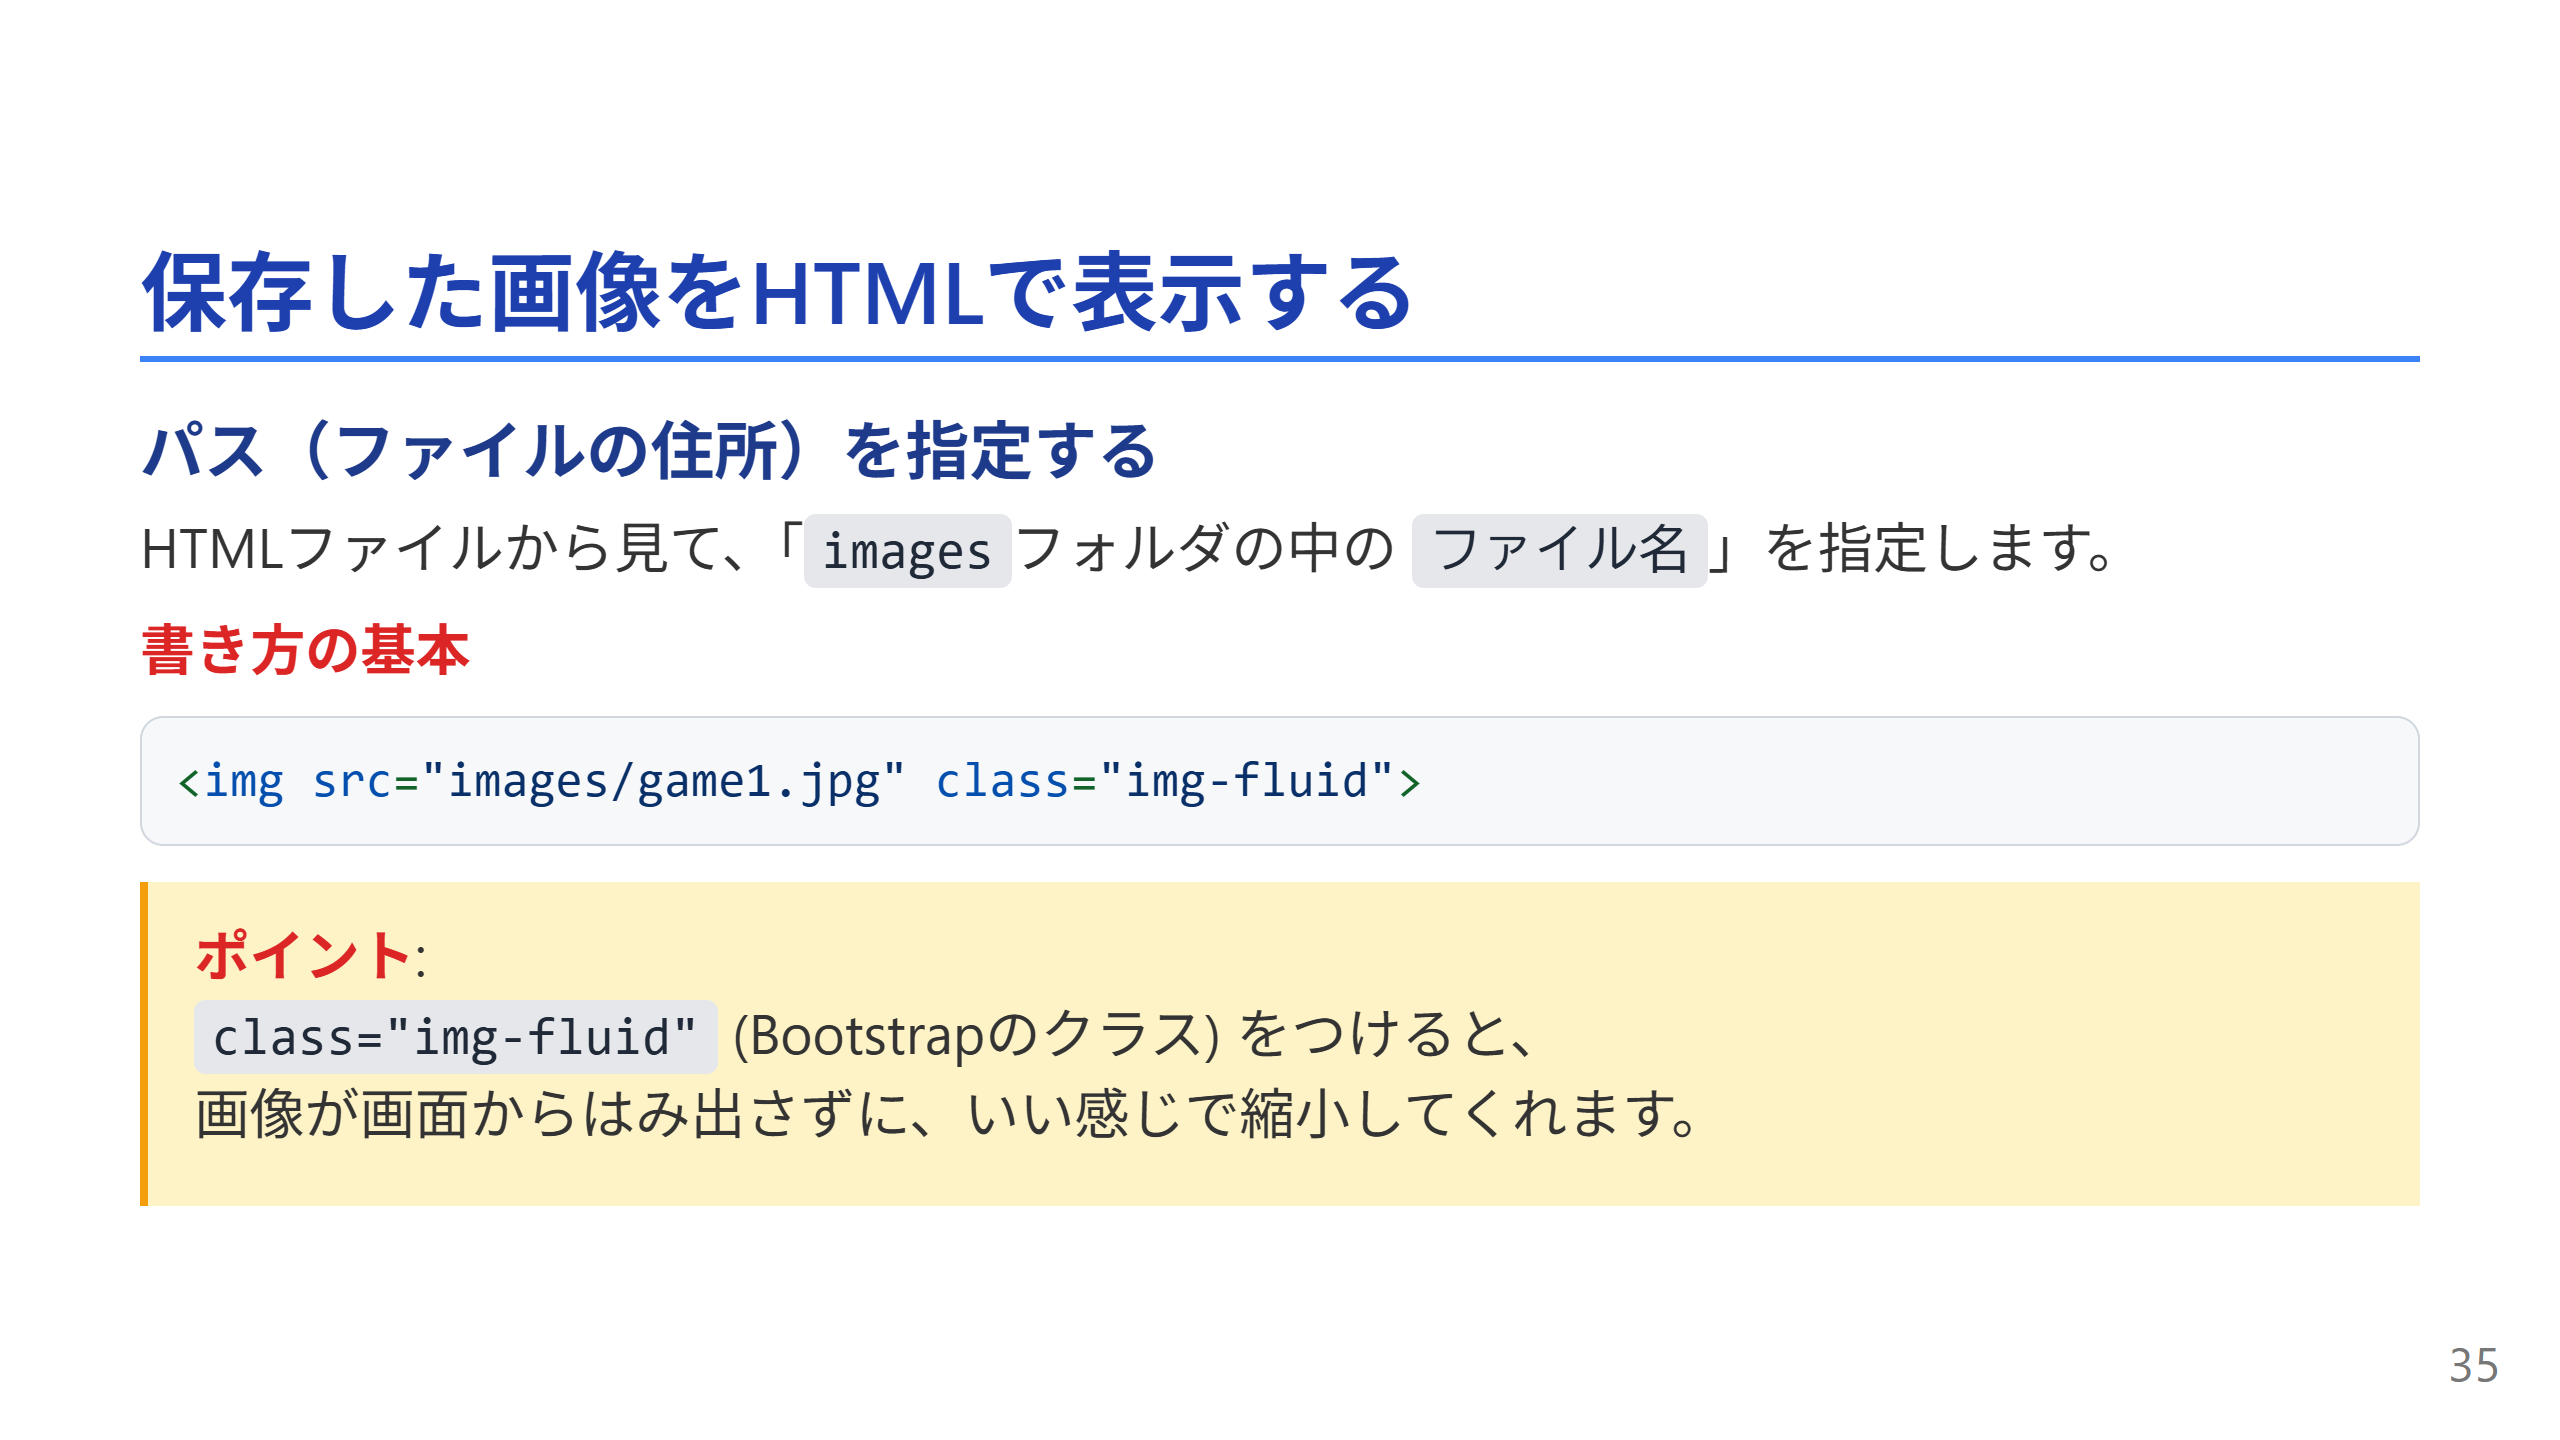 保存した画像をHTMLで表示する
パス（ファイルの住所）を指定する
HTMLファイルから見て、「imagesフォルダの中の ファイル名」を指定します。
書き方の基本
<img src="images/game1.jpg" class="img-fluid">
ポイント:
class="img-fluid" (Bootstrapのクラス) をつけると、
画像が画面からはみ出さずに、いい感じで縮小してくれます。
35